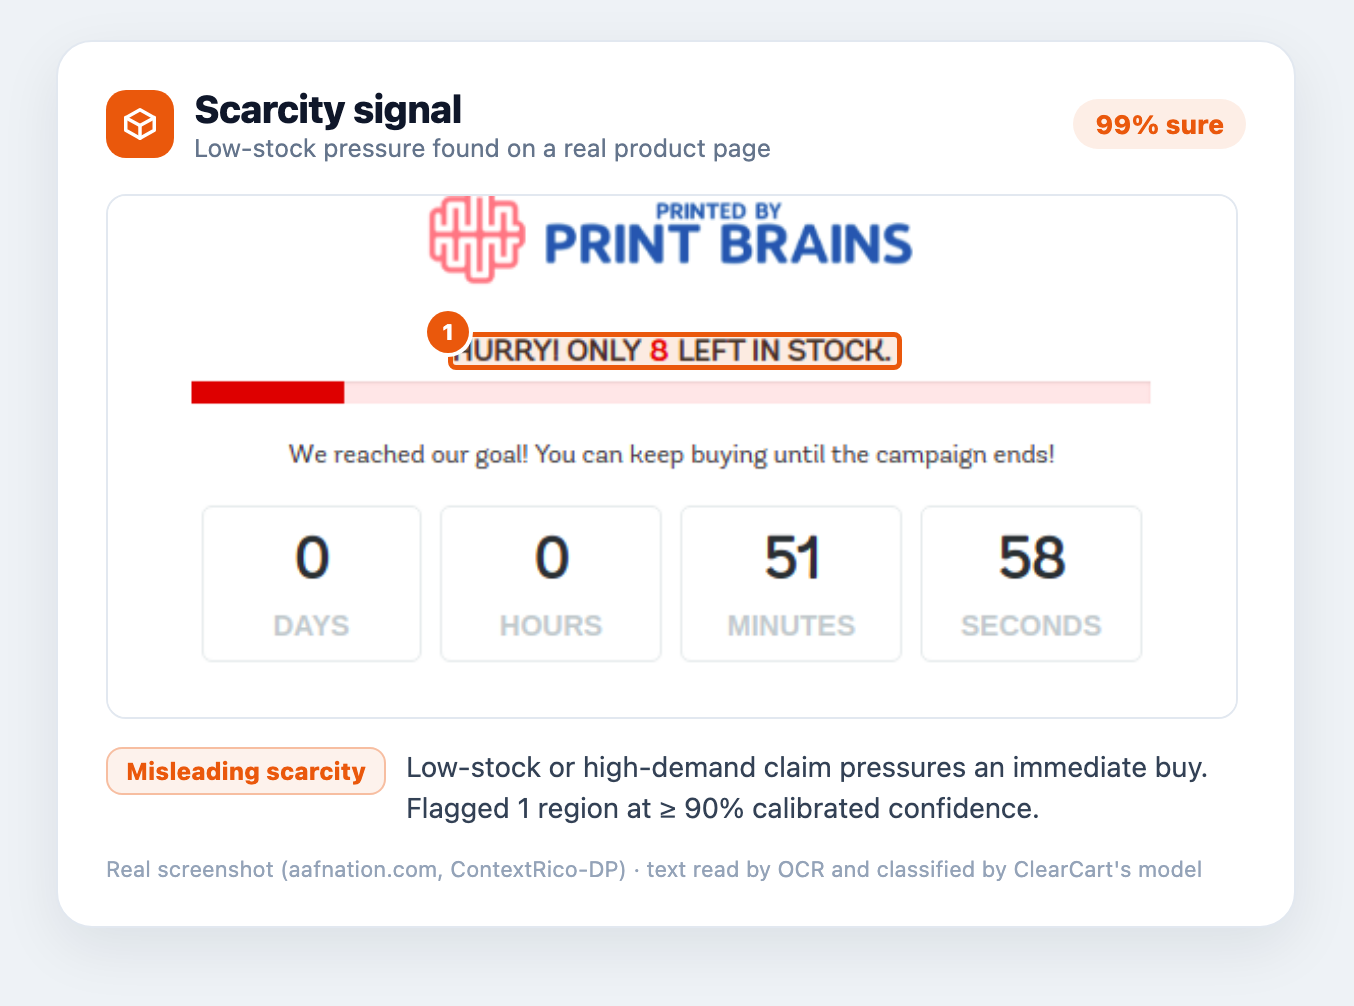 Scarcity signal
Low-stock pressure found on a real product page
99% sure
PRINTED BY
PRINT BRAINS
1
HURRY! ONLY 8 LEFT IN STOCK.
We reached our goal! You can keep buying until the campaign ends!
0 0 51 58
DAYS HOURS MINUTES SECONDS
Misleading scarcity
Low-stock or high-demand claim pressures an immediate buy.
Flagged 1 region at ≥ 90% calibrated confidence.
Real screenshot (aafnation.com, ContextRico-DP) · text read by OCR and classified by ClearCart's model